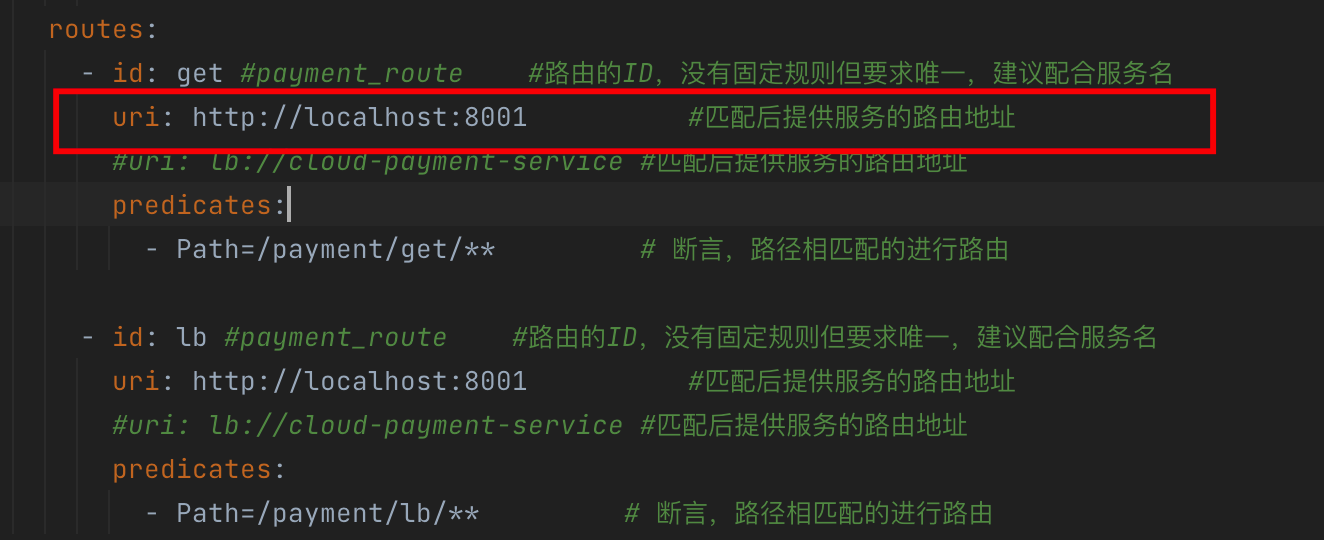 routes:
- id: get #payment_route #路由的ID，没有固定规则但要求唯一，建议配合服务名
uri: http://localhost:8001 #匹配后提供服务的路由地址
#uri: lb://cloud-payment-service #匹配后提供服务的路由地址
predicates:
- Path=/payment/get/** # 断言，路径相匹配的进行路由
- id: lb #payment_route #路由的ID，没有固定规则但要求唯一，建议配合服务名
uri: http://localhost:8001 #匹配后提供服务的路由地址
#uri: lb://cloud-payment-service #匹配后提供服务的路由地址
predicates:
- Path=/payment/lb/** # 断言，路径相匹配的进行路由